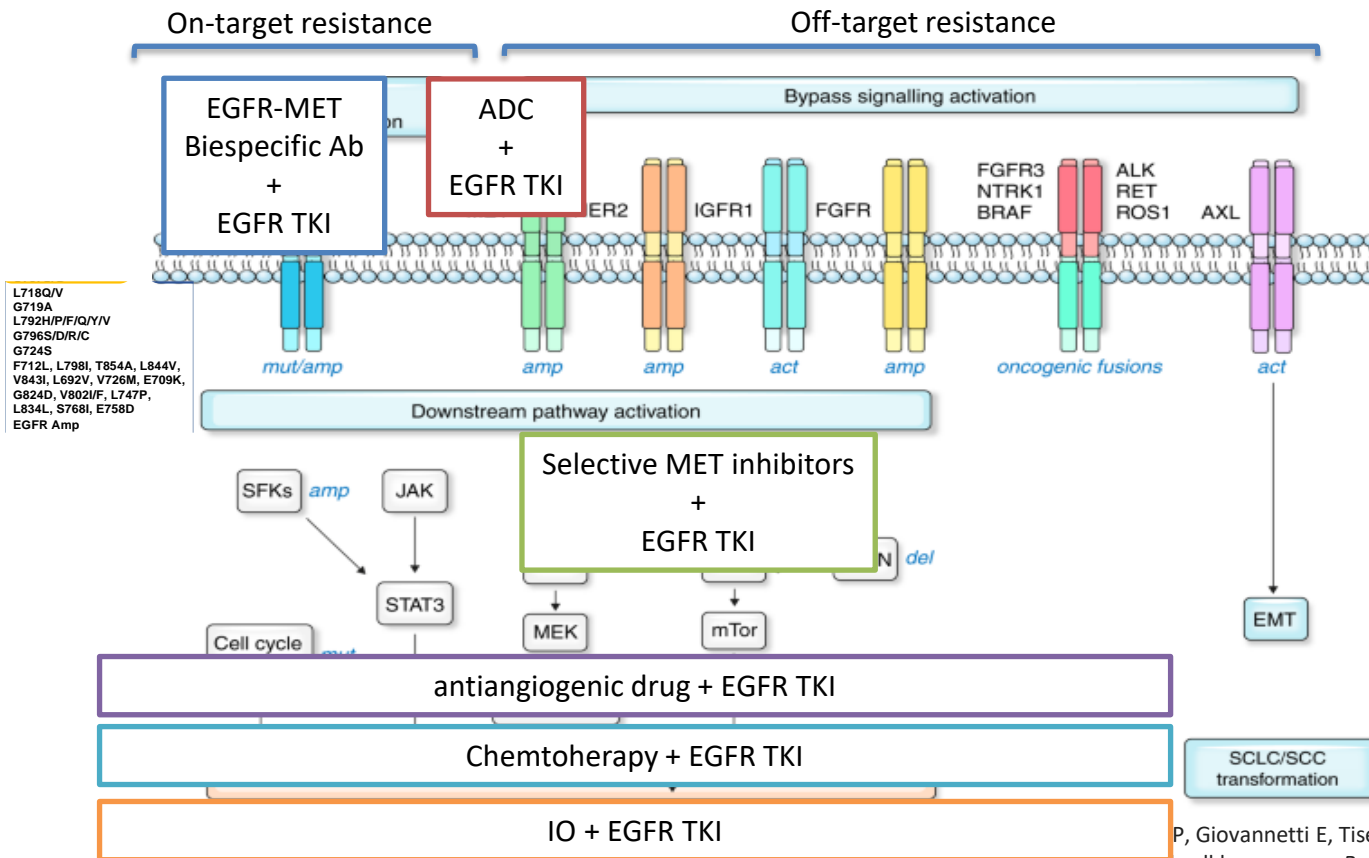 On-target resistance
Off-target resistance
EGFR-MET
Biespecific Ab
+
EGFR TKI
ADC
+
EGFR TKI
Bypass signalling activation
IGFR1
FGFR
FGFR3
NTRK1
BRAF
ALK
RET
ROS1
AXL
L718Q/V
G719A
L792H/P/F/Q/Y/V
G796S/D/R/C
G724S
F712L, L798I, T854A, L844V,
V843I, L692V, V726M, E709K,
G824D, V802I/F, L747P,
L834L, S768I, E758D
EGFR Amp
mut/amp
amp
amp
act
amp
oncogenic fusions
act
Downstream pathway activation
Selective MET inhibitors
+
EGFR TKI
SFKs
amp
JAK
del
STAT3
MEK
mTor
EMT
Cell cycle
mut
antiangiogenic drug + EGFR TKI
Chemtoherapy + EGFR TKI
IO + EGFR TKI
SCLC/SCC
transformation
P, Giovannetti E, Tise